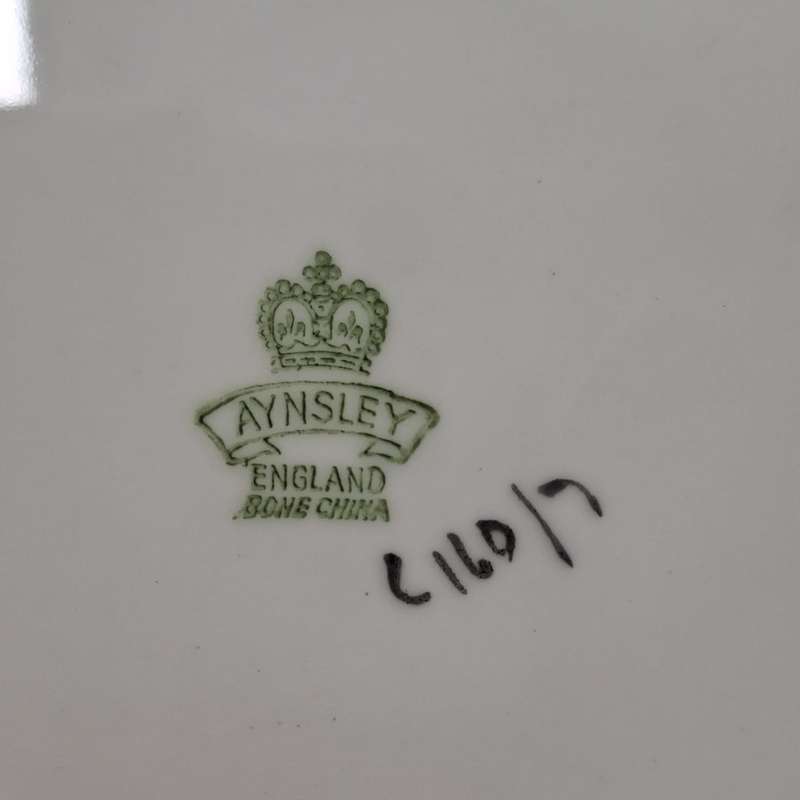 AYNSLEY
ENGLAND
BONE CHINA
C160/7